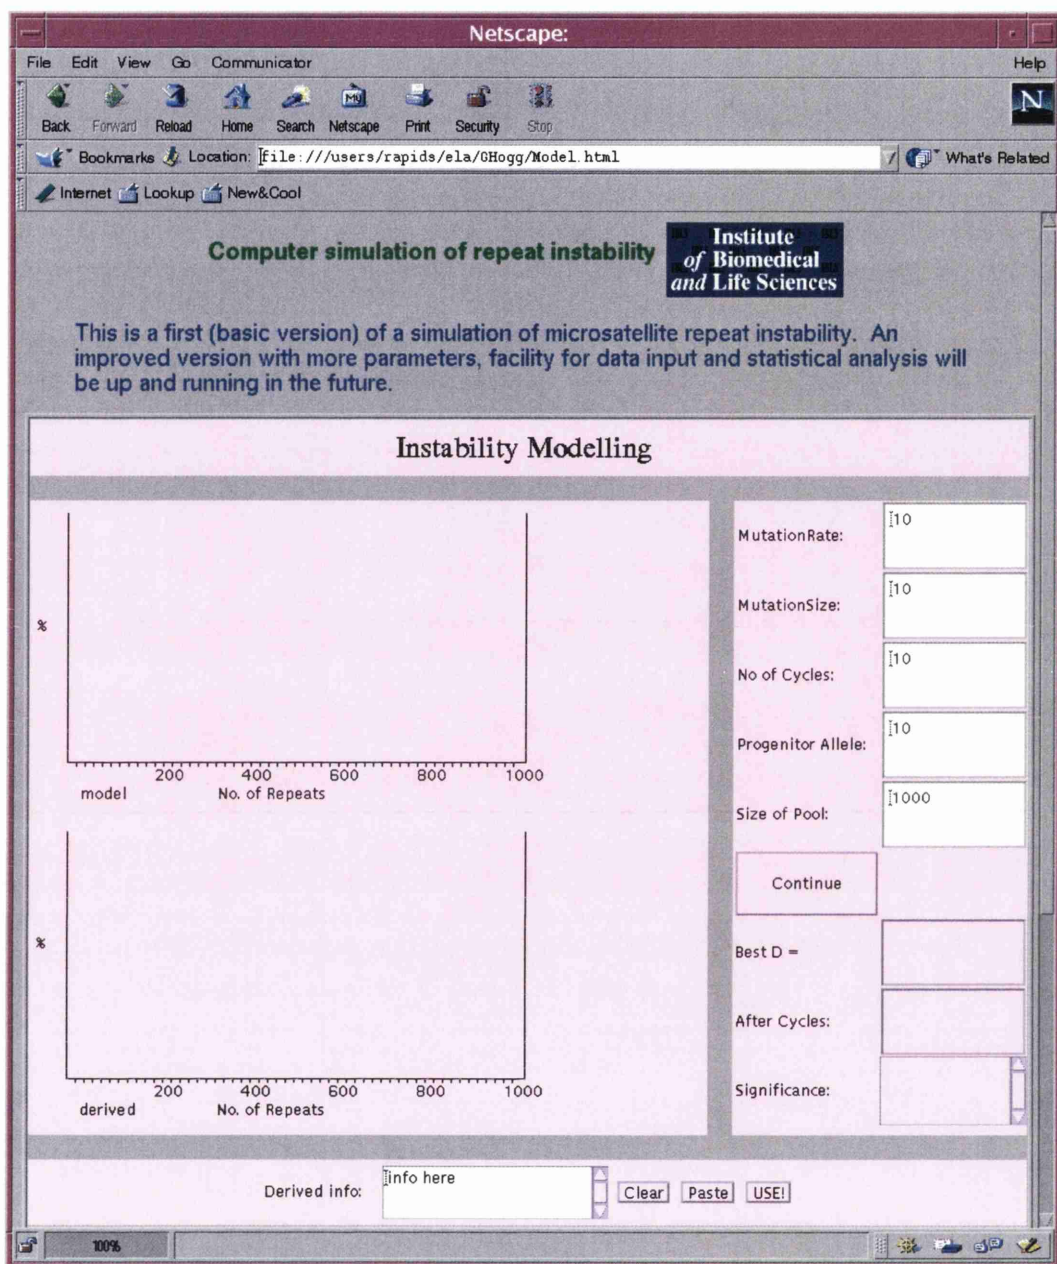 Netscape:
File Edit View Go Communicator Help
Back Forward Reload Home Search My Netscape Print Security Stop N
Bookmarks Location: file:///users/rapids/ela/GHogg/Model.html What's Related
Internet Lookup New&Cool
Computer simulation of repeat instability
Institute
of Biomedical
and Life Sciences
This is a first (basic version) of a simulation of microsatellite repeat instability. An
improved version with more parameters, facility for data input and statistical analysis will
be up and running in the future.
Instability Modelling
%
200 400 600 800 1000
model No. of Repeats
%
200 400 600 800 1000
derived No. of Repeats
MutationRate: 10
MutationSize: 10
No of Cycles: 10
Progenitor Allele: 10
Size of Pool: 1000
Continue
Best D =
After Cycles:
Significance:
Derived info: info here Clear Paste USE!
100%